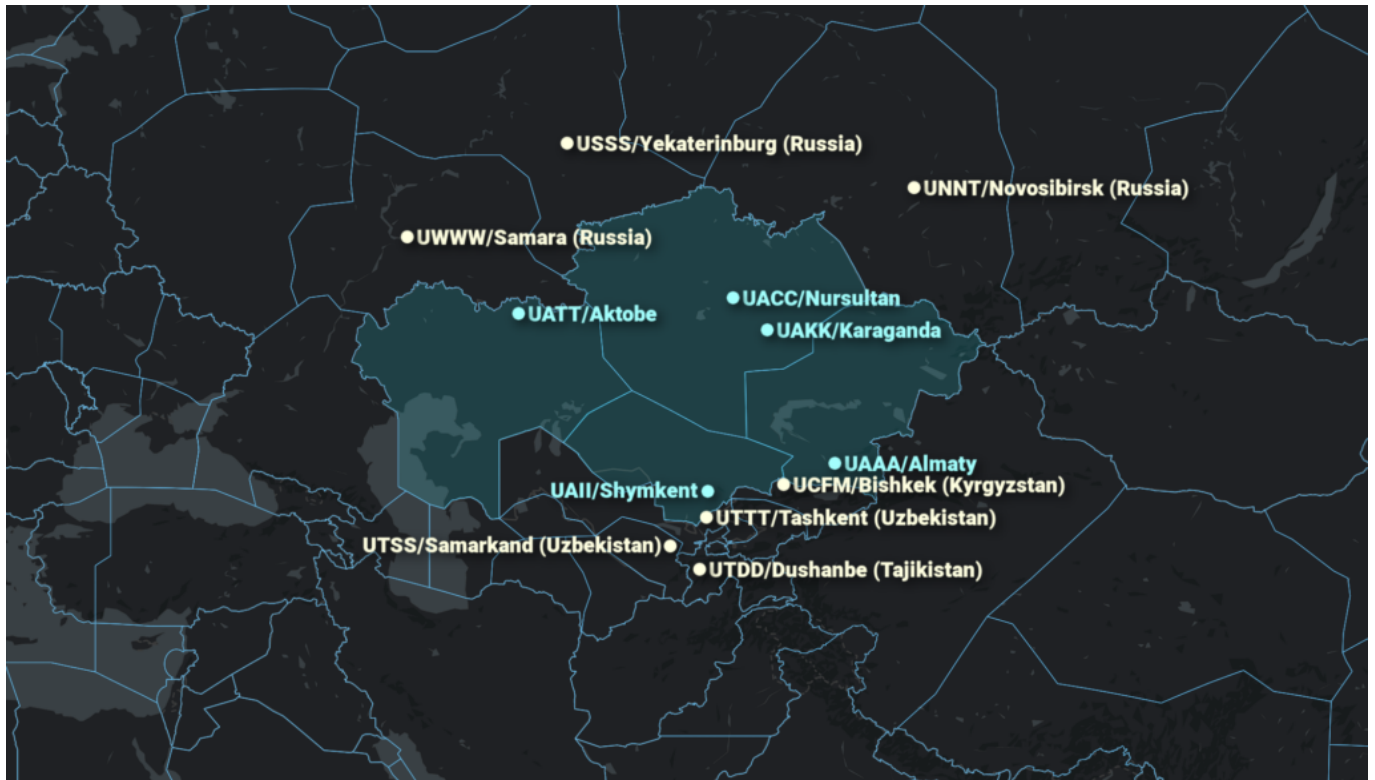 USSS/Yekaterinburg (Russia)
UNNT/Novosibirsk (Russia)
UWWW/Samara (Russia)
UACC/Nursultan
UATT/Aktobe
UAKK/Karaganda
UAAA/Almaty
UCFM/Bishkek (Kyrgyzstan)
UAII/Shymkent
UTTT/Tashkent (Uzbekistan)
UTSS/Samarkand (Uzbekistan)
UTDD/Dushanbe (Tajikistan)